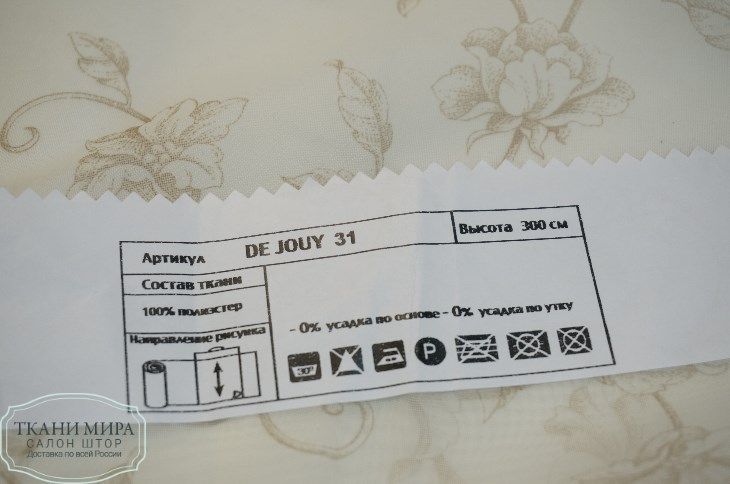 Артикул DE JOUY 31 Высота 300 см
Состав ткани
100% полиэстер
Направление рисунка
- 0% усадка по основе - 0% усадка по утку
30°
P
ТКАНИ МИРА
САЛОН ШТОР
Доставка по всей России